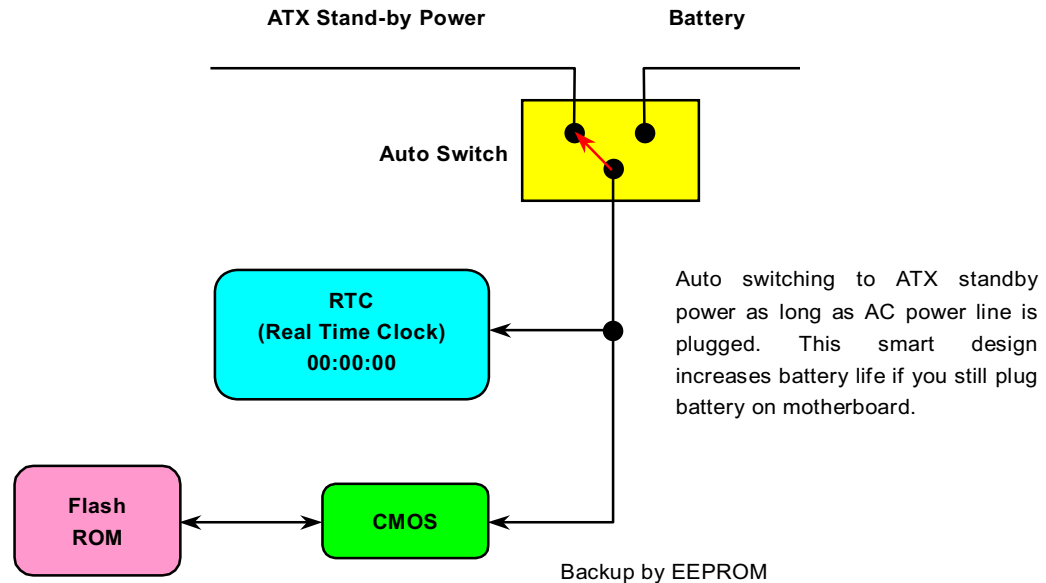 ATX Stand-by Power
Battery
Auto Switch
RTC
(Real Time Clock)
00:00:00
Auto switching to ATX standby
power as long as AC power line is
plugged. This smart design
increases battery life if you still plug
battery on motherboard.
Flash
ROM
CMOS
Backup by EEPROM